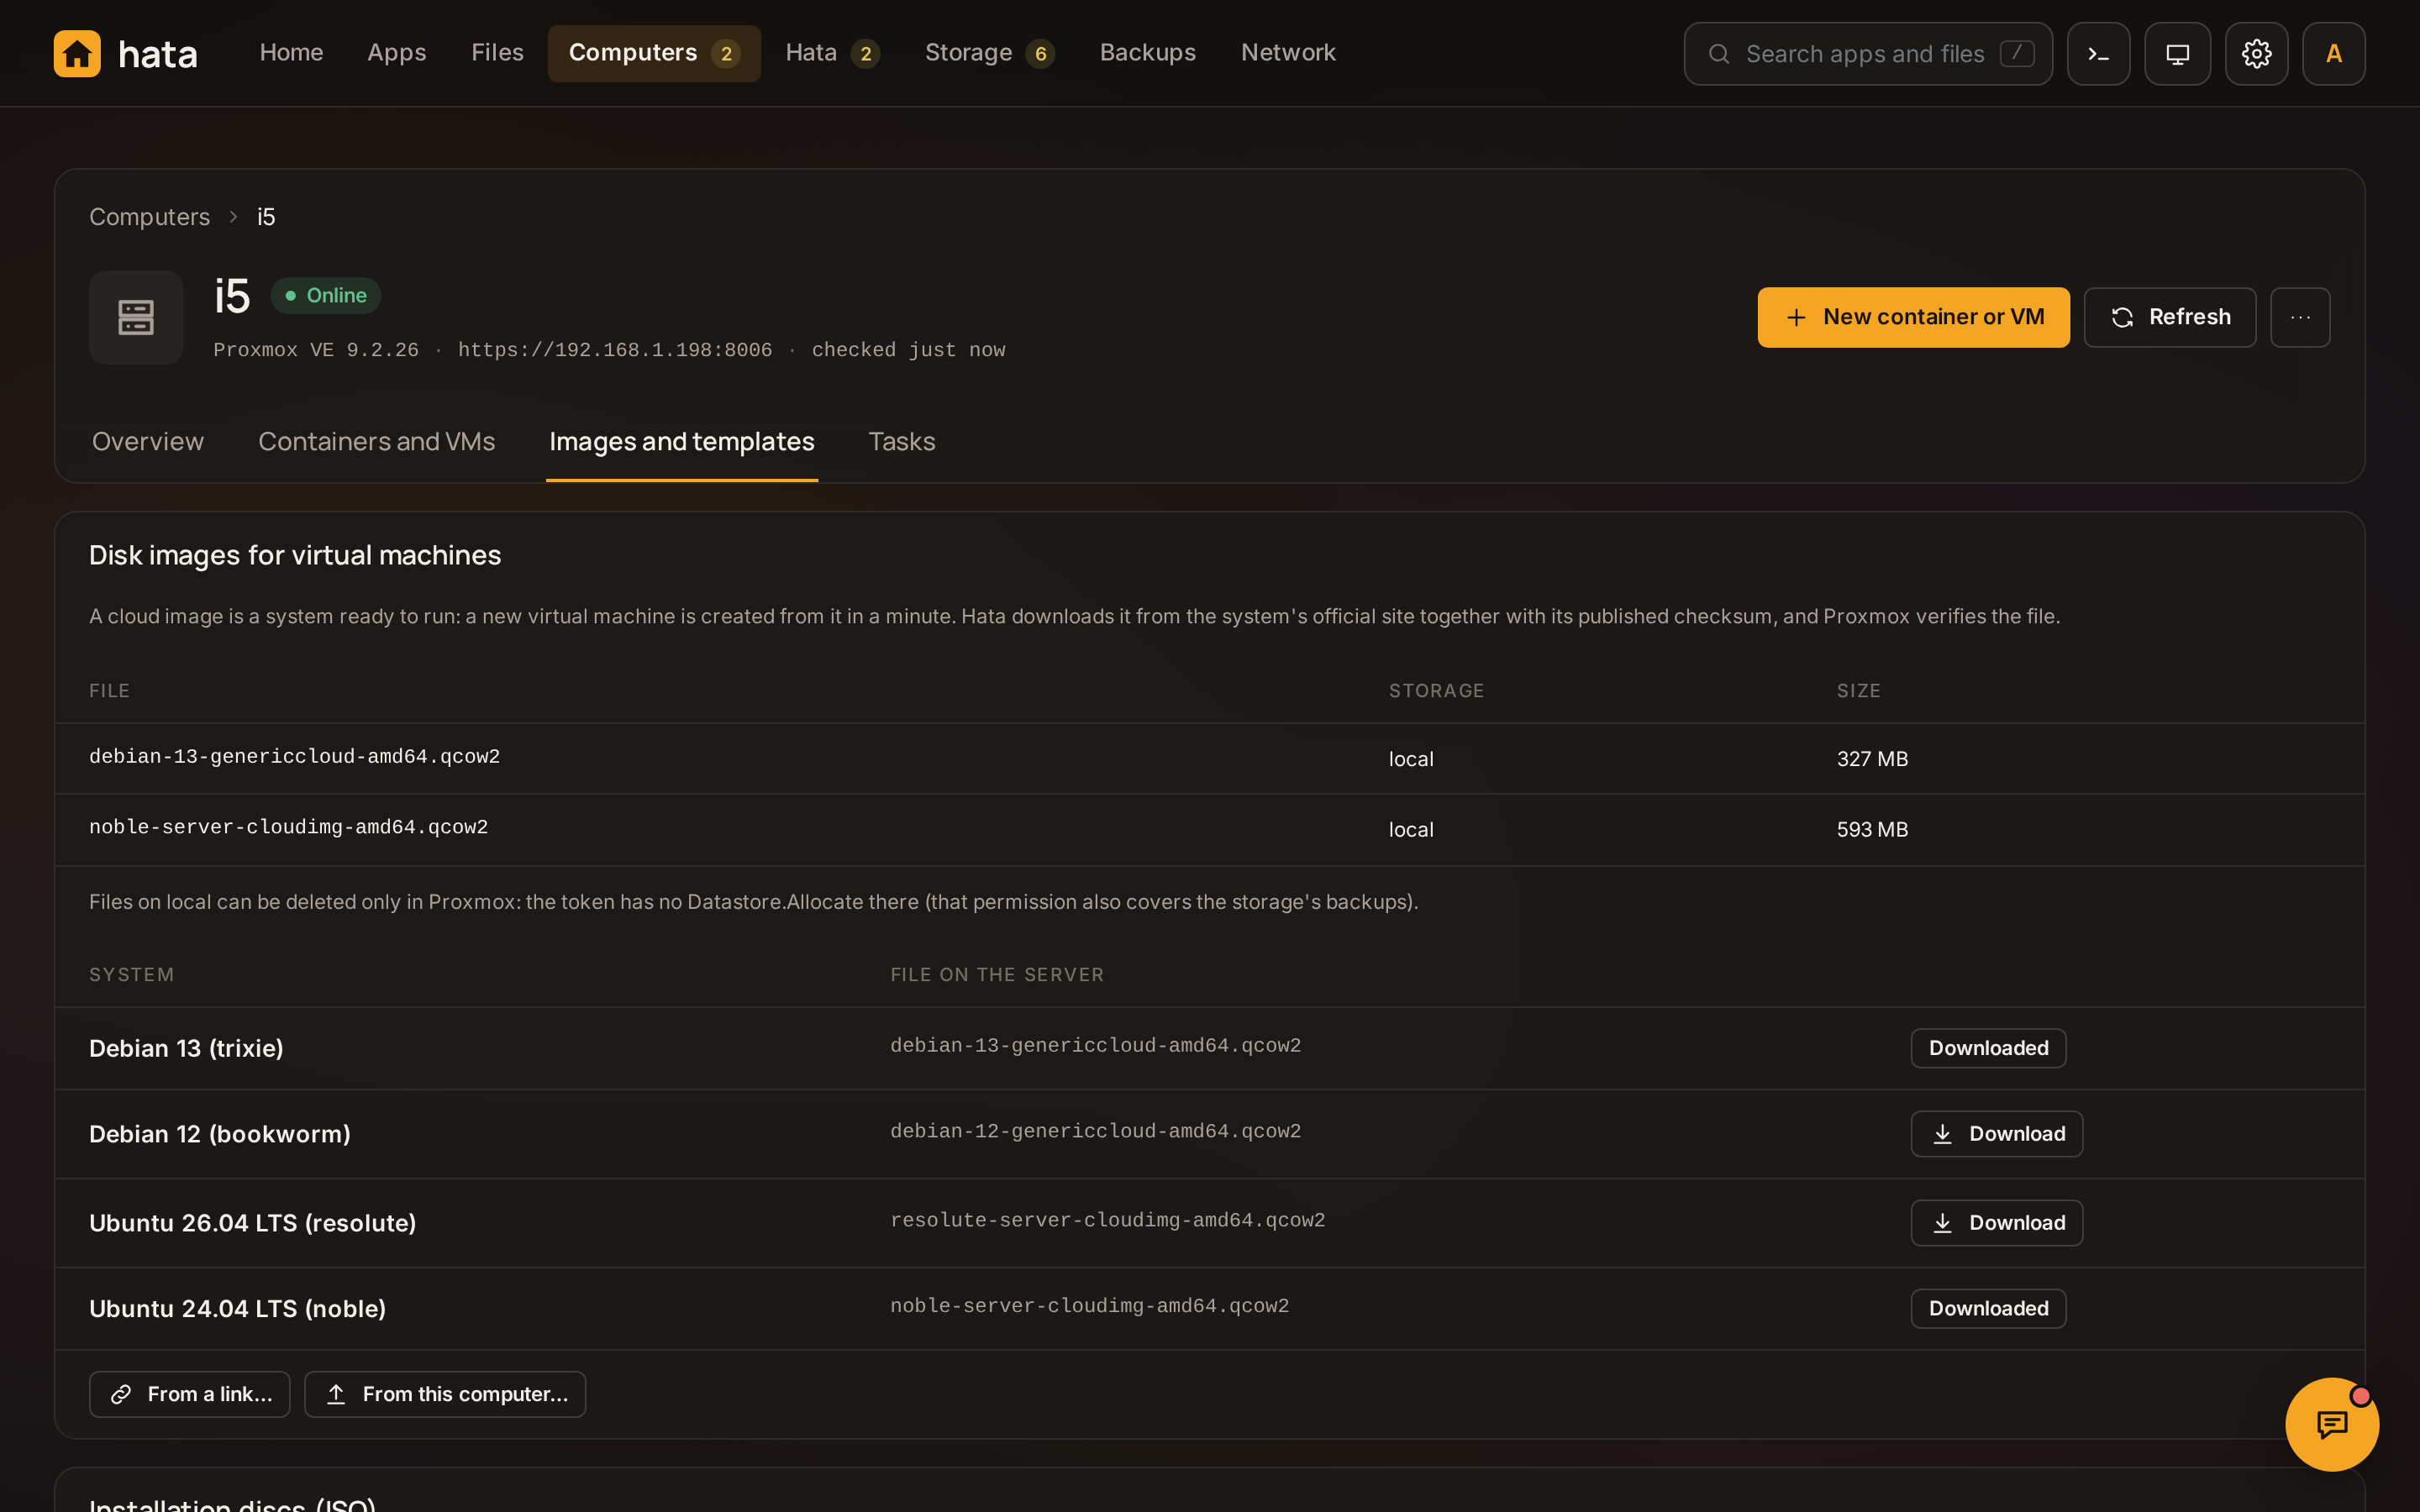 hata Home Apps Files Computers 2 Hata 2 Storage 6 Backups Network Search apps and files / A
Computers > i5
i5 Online
Proxmox VE 9.2.26 · https://192.168.1.198:8006 · checked just now
New container or VM Refresh ...
Overview Containers and VMs Images and templates Tasks
Disk images for virtual machines
A cloud image is a system ready to run: a new virtual machine is created from it in a minute. Hata downloads it from the system's official site together with its published checksum, and Proxmox verifies the file.
FILE STORAGE SIZE
debian-13-genericcloud-amd64.qcow2 local 327 MB
noble-server-cloudimg-amd64.qcow2 local 593 MB
Files on local can be deleted only in Proxmox: the token has no Datastore.Allocate there (that permission also covers the storage's backups).
SYSTEM FILE ON THE SERVER
Debian 13 (trixie) debian-13-genericcloud-amd64.qcow2 Downloaded
Debian 12 (bookworm) debian-12-genericcloud-amd64.qcow2 Download
Ubuntu 26.04 LTS (resolute) resolute-server-cloudimg-amd64.qcow2 Download
Ubuntu 24.04 LTS (noble) noble-server-cloudimg-amd64.qcow2 Downloaded
From a link... From this computer...
Installation discs (ISO)